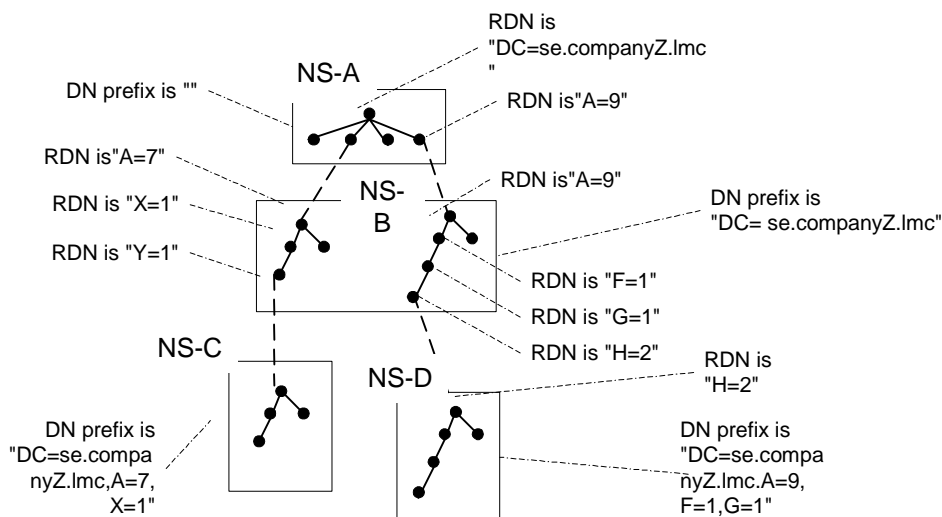 RDN is
"DC=se.companyZ.lmc
"
NS-A
DN prefix is ""
RDN is"A=9"
RDN is"A=7"
NS-
B
RDN is"A=9"
RDN is "X=1"
DN prefix is
"DC= se.companyZ.lmc"
RDN is "Y=1"
RDN is "F=1"
RDN is "G=1"
RDN is "H=2"
NS-C
NS-D
RDN is
"H=2"
DN prefix is
"DC=se.compa
nyZ.lmc,A=7,
X=1"
DN prefix is
"DC=se.compa
nyZ.lmc.A=9,
F=1,G=1"